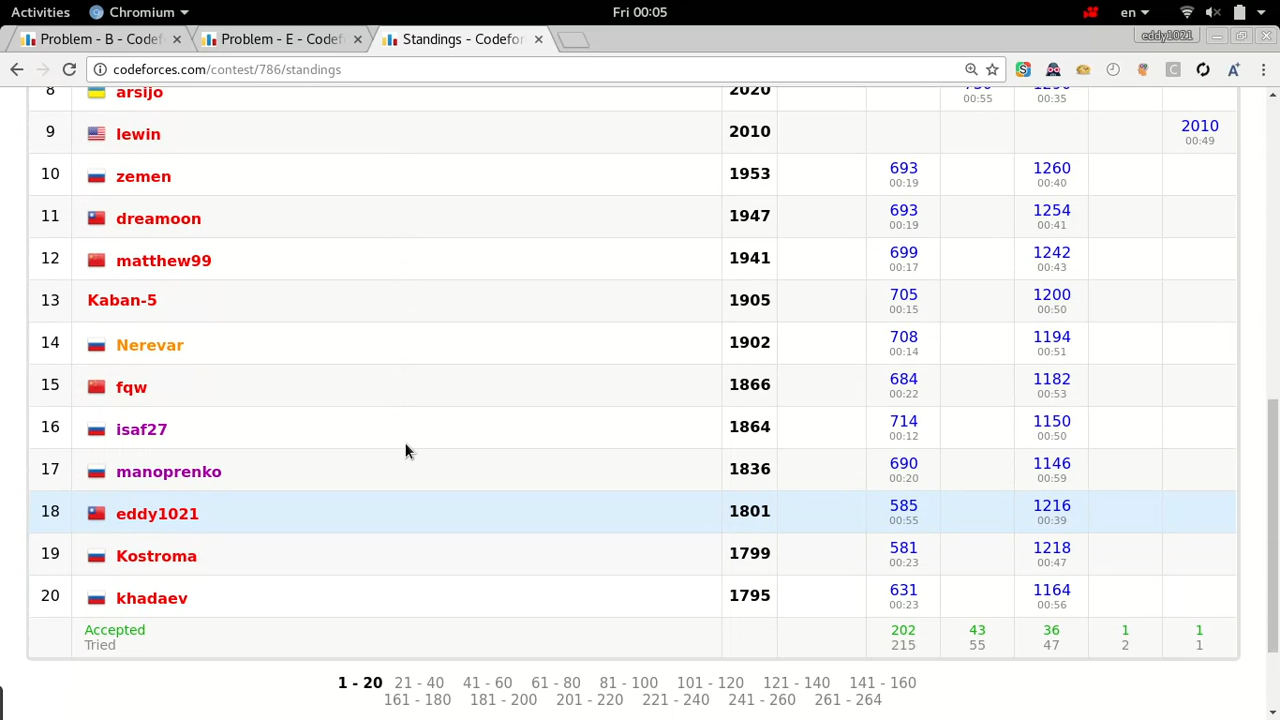 Activities Chromium Fri 00:05 en
Problem - B - Codef Problem - E - Codef Standings - Codefor eddy1021
codeforces.com/contest/786/standings
8 arsijo 2020
00:55 00:35
9 lewin 2010 2010
00:49
10 zemen 1953 693 1260
00:19 00:40
11 dreamoon 1947 693 1254
00:19 00:41
12 matthew99 1941 699 1242
00:17 00:43
13 Kaban-5 1905 705 1200
00:15 00:50
14 Nerevar 1902 708 1194
00:14 00:51
15 fqw 1866 684 1182
00:22 00:53
16 isaf27 1864 714 1150
00:12 00:50
17 manoprenko 1836 690 1146
00:20 00:59
18 eddy1021 1801 585 1216
00:55 00:39
19 Kostroma 1799 581 1218
00:23 00:47
20 khadaev 1795 631 1164
00:23 00:56
Accepted 202 43 36 1 1
Tried 215 55 47 2 1
1 - 20 21 - 40 41 - 60 61 - 80 81 - 100 101 - 120 121 - 140 141 - 160
161 - 180 181 - 200 201 - 220 221 - 240 241 - 260 261 - 264